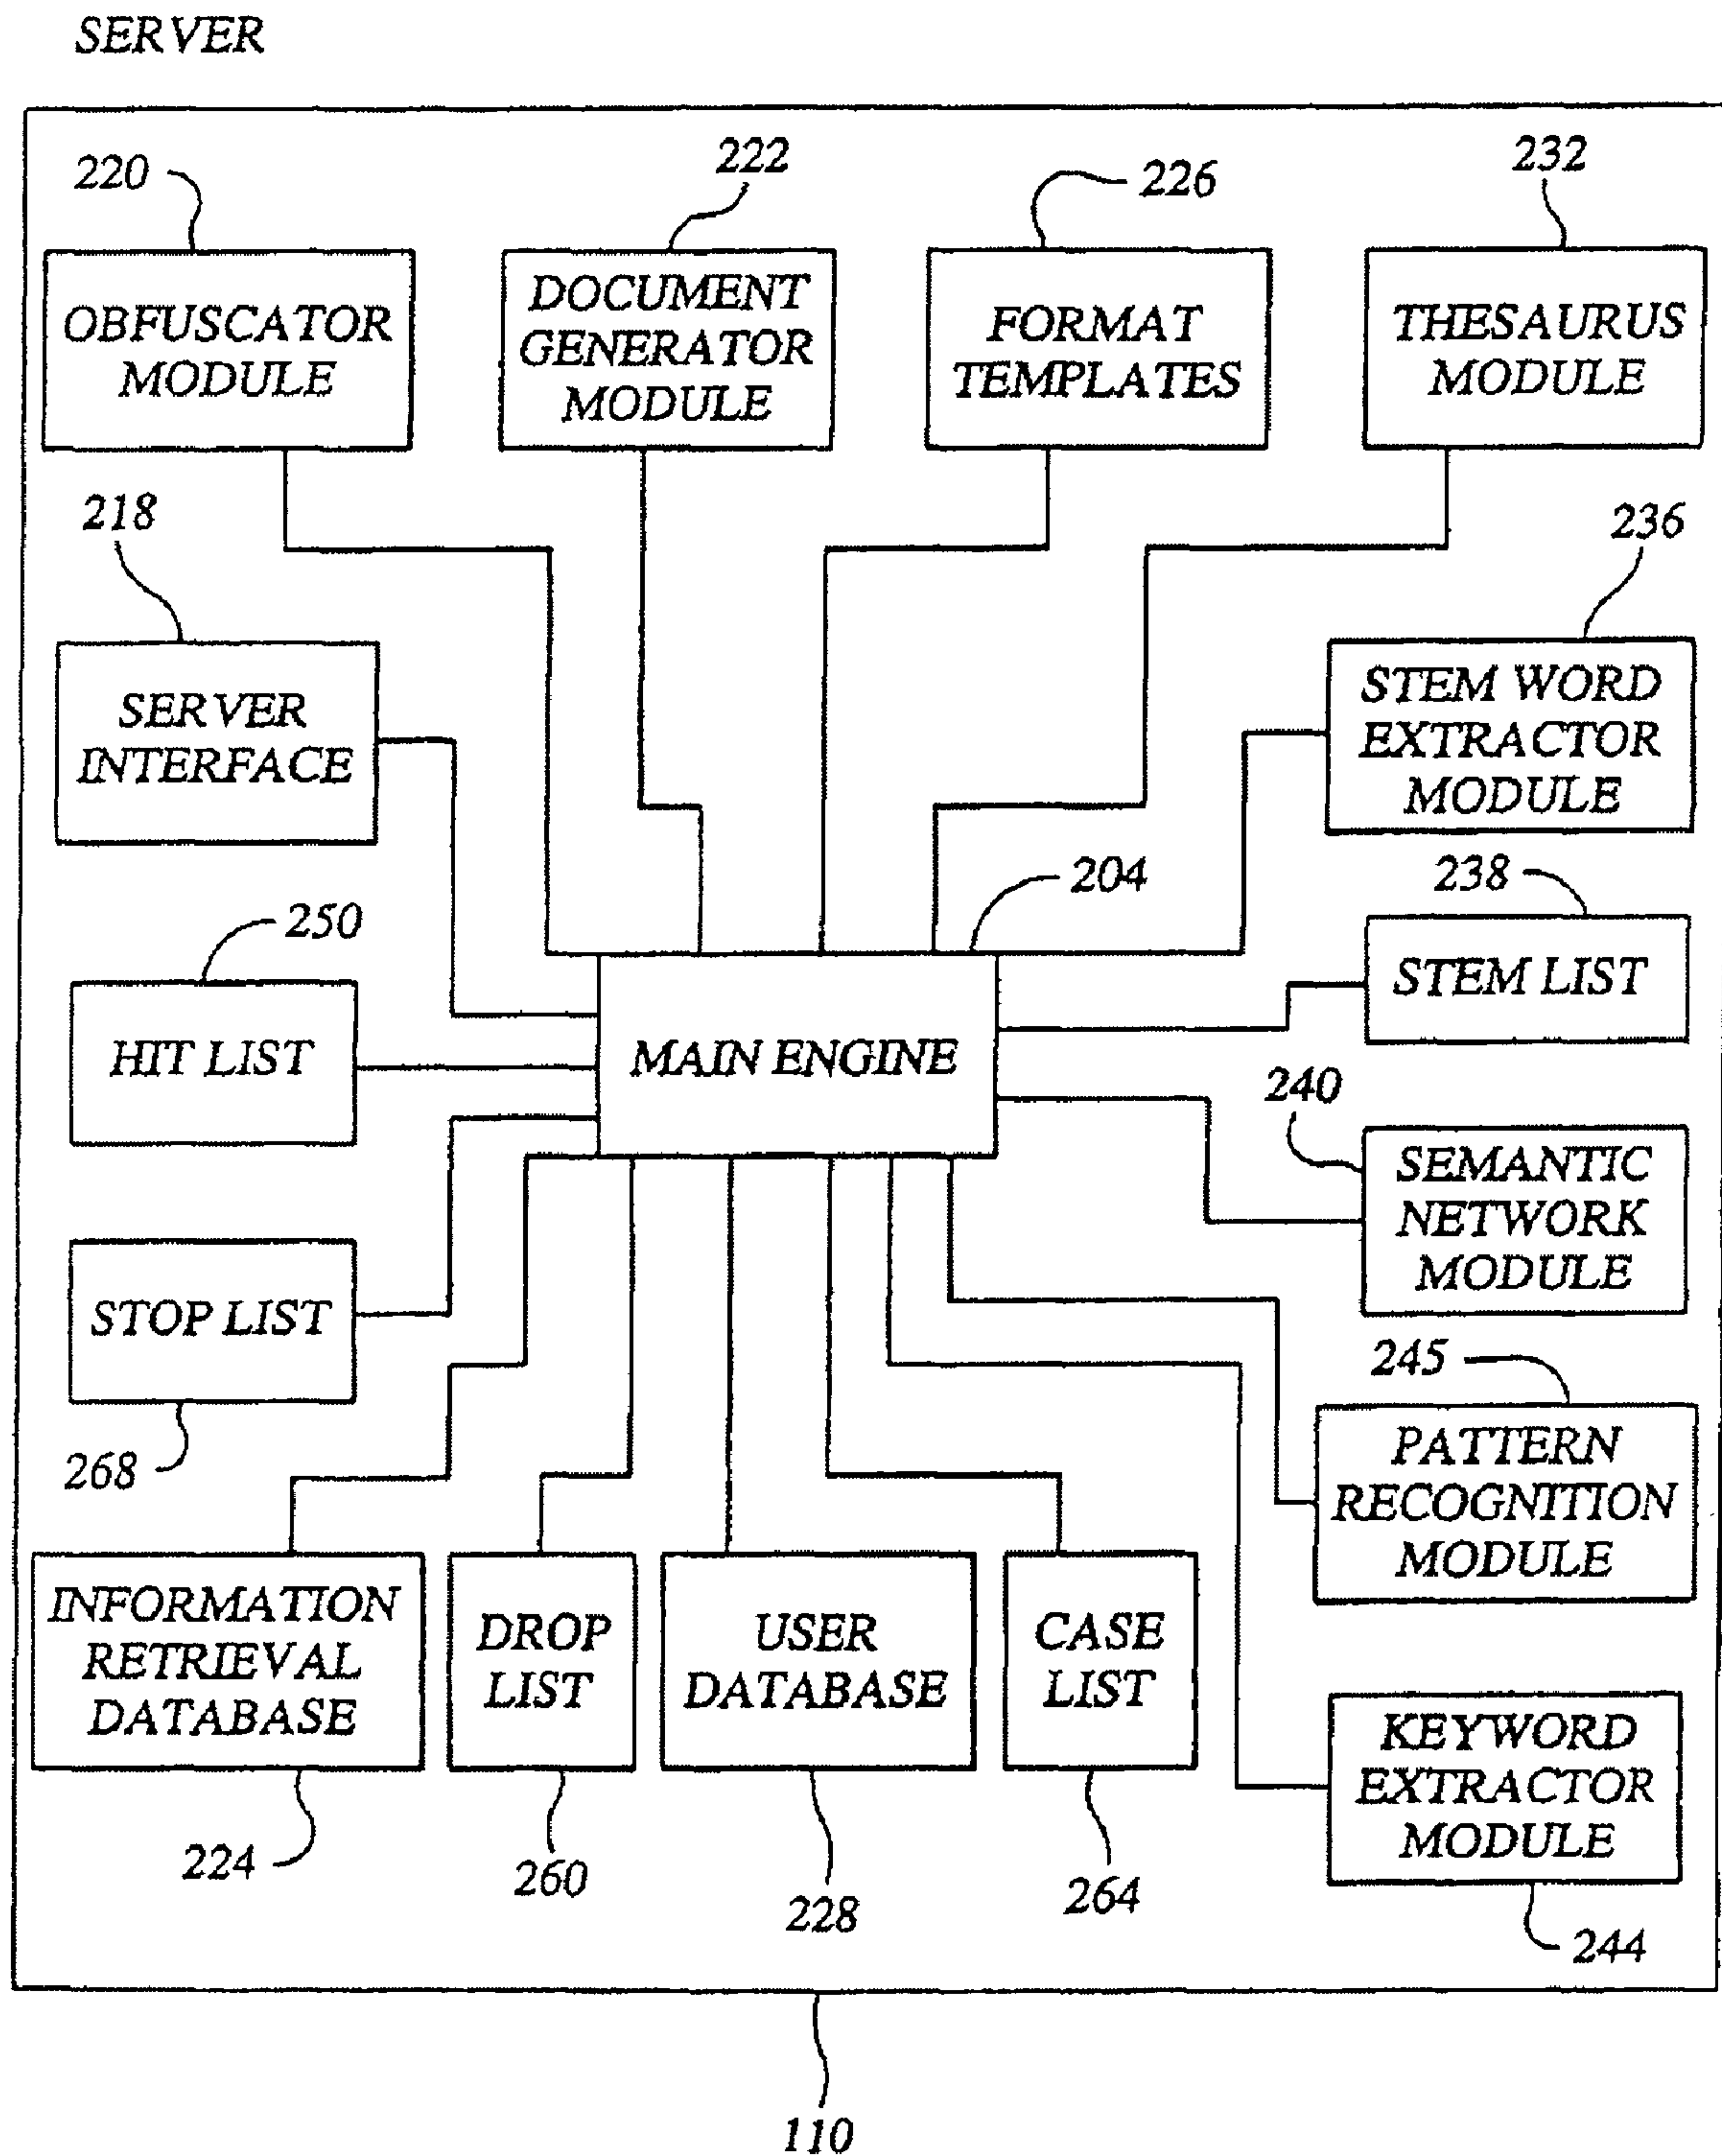 SERVER
220
222
226
232
OBFUSCATOR
MODULE
DOCUMENT
GENERATOR
MODULE
FORMAT
TEMPLATES
THESAURUS
MODULE
218
236
SERVER
INTERFACE
STEM WORD
EXTRACTOR
MODULE
204
238
250
STEM LIST
HIT LIST
MAIN ENGINE
240
SEMANTIC
NETWORK
MODULE
STOP LIST
268
245
PATTERN
RECOGNITION
MODULE
INFORMATION
RETRIEVAL
DATABASE
DROP
LIST
USER
DATABASE
CASE
LIST
KEYWORD
EXTRACTOR
MODULE
224
260
228
264
244
110